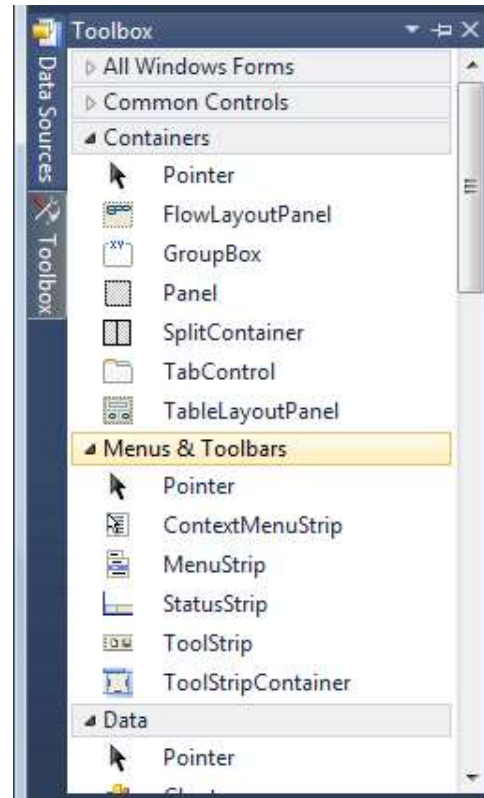 Toolbox
Data Sources
Toolbox
All Windows Forms
Common Controls
Containers
Pointer
FlowLayoutPanel
GroupBox
Panel
SplitContainer
TabControl
TableLayoutPanel
Menus & Toolbars
Pointer
ContextMenuStrip
MenuStrip
StatusStrip
ToolStrip
ToolStripContainer
Data
Pointer